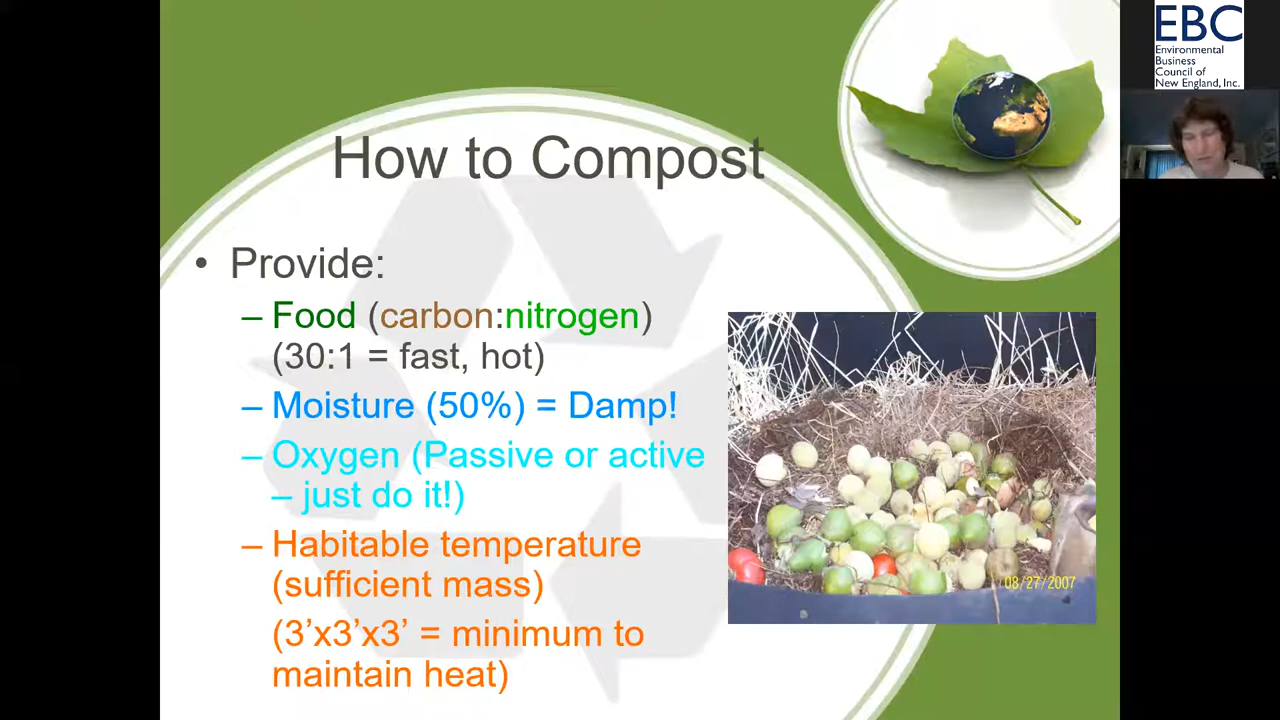 How to Compost
• Provide:
– Food (carbon:nitrogen)
(30:1 = fast, hot)
– Moisture (50%) = Damp!
– Oxygen (Passive or active
– just do it!)
– Habitable temperature
(sufficient mass)
(3’x3’x3’ = minimum to
maintain heat)
08/27/2007
EBC
Environmental
Business
Council of
New England, Inc.